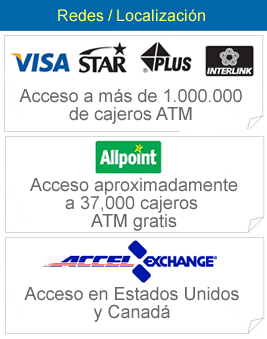 Redes / Localización
VISA STAR PLUS INTERLINK
Acceso a más de 1.000.000
de cajeros ATM
Allpoint
Acceso aproximadamente
a 37,000 cajeros
ATM gratis
ACCEL EXCHANGE®
Acceso en Estados Unidos
y Canadá